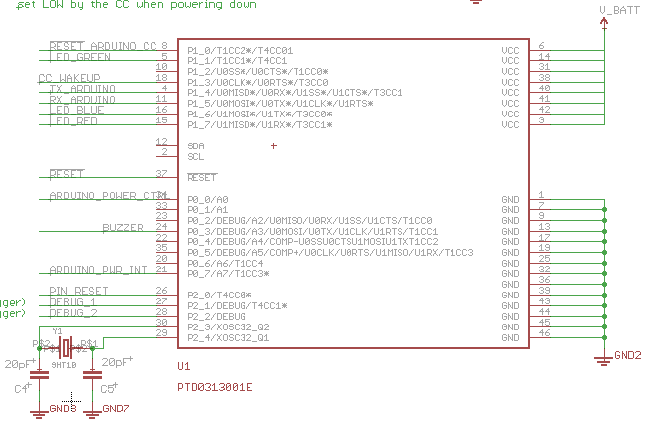 set LOW by the CC when powering down
V_BATT
RESET_ARDUINO_CC 8 P1_0/T1CC2*/T4CC01 VCC 6
LED_GREEN 5 P1_1/T1CC1*/T4CC1 VCC 14
10 P1_2/U0SS*/U0CTS*/T1CC0* VCC 31
CC_WAKEUP 18 P1_3/U0CLK*/U0RTS*/T3CC0 VCC 38
TX_ARDUINO 4 P1_4/U0MISO*/U0RX*/U1SS*/U1CTS*/T3CC1 VCC 40
RX_ARDUINO 11 P1_5/U0MOSI*/U0TX*/U1CLK*/U1RTS* VCC 41
LED_BLUE 16 P1_6/U1MOSI*/U1TX*/T3CC0* VCC 42
LED_RED 15 P1_7/U1MISO*/U1RX*/T3CC1* VCC 3
12 SDA
2 SCL
RESET 37 RESET
ARDUINO_POWER_CTRL 34 P0_0/A0 GND 1
33 P0_1/A1 GND 7
23 P0_2/DEBUG/A2/U0MISO/U0RX/U1SS/U1CTS/T1CC0 GND 9
BUZZER 24 P0_3/DEBUG/A3/U0MOSI/U0TX/U1CLK/U1RTS/T1CC1 GND 13
22 P0_4/DEBUG/A4/COMP-U0SSU0CTSU1MOSIU1TXT1CC2 GND 17
35 P0_5/DEBUG/A5/COMP+/U0CLK/U0RTS/U1MISO/U1RX/T1CC3 GND 19
20 P0_6/A6/T1CC4 GND 25
ARDUINO_PWR_INT 21 P0_7/A7/T1CC3* GND 32
GND 36
PIN_RESET 26 P2_0/T4CC0* GND 39
gger) DEBUG_1 27 P2_1/DEBUG/T4CC1* GND 43
gger) DEBUG_2 28 P2_2/DEBUG GND 44
30 P2_3/XOSC32_Q2 GND 45
29 P2_4/XOSC32_Q1 GND 46
Y1
20pF 9HT10 20pF
GND2
U1
C4 C5
PTD0313001E
GND8 GND7